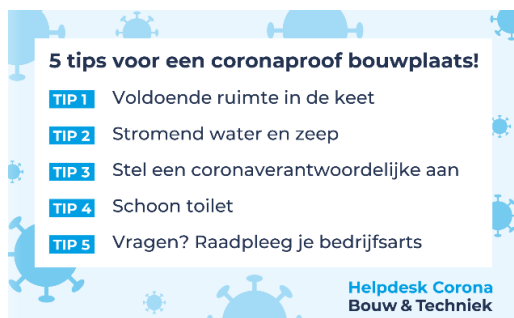 5 tips voor een coronaproof bouwplaats!
TIP 1 Voldoende ruimte in de keet
TIP 2 Stromend water en zeep
TIP 3 Stel een coronaverantwoordelijke aan
TIP 4 Schoon toilet
TIP 5 Vragen? Raadpleeg je bedrijfsarts
Helpdesk Corona
Bouw & Techniek